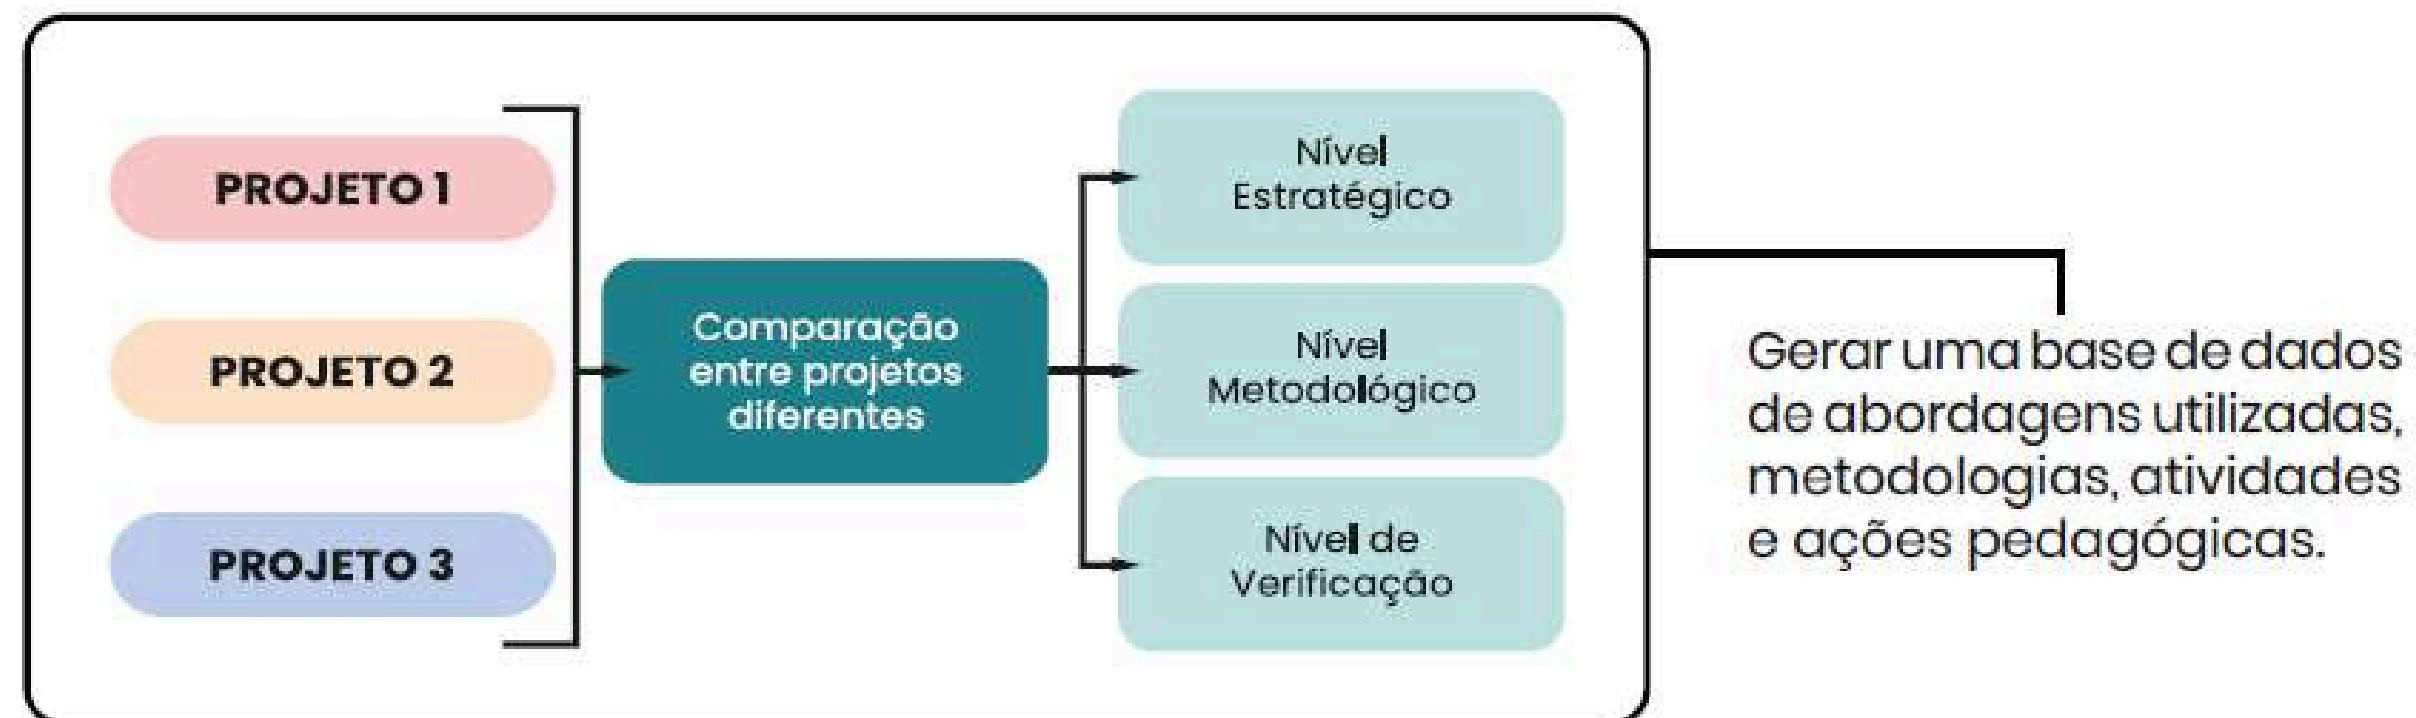 PROJETO 1
PROJETO 2
PROJETO 3
Comparação
entre projetos
diferentes
Nível
Estratégico
Nível
Metodológico
Nível de
Verificação
Gerar uma base de dados
de abordagens utilizadas,
metodologias, atividades
e ações pedagógicas.